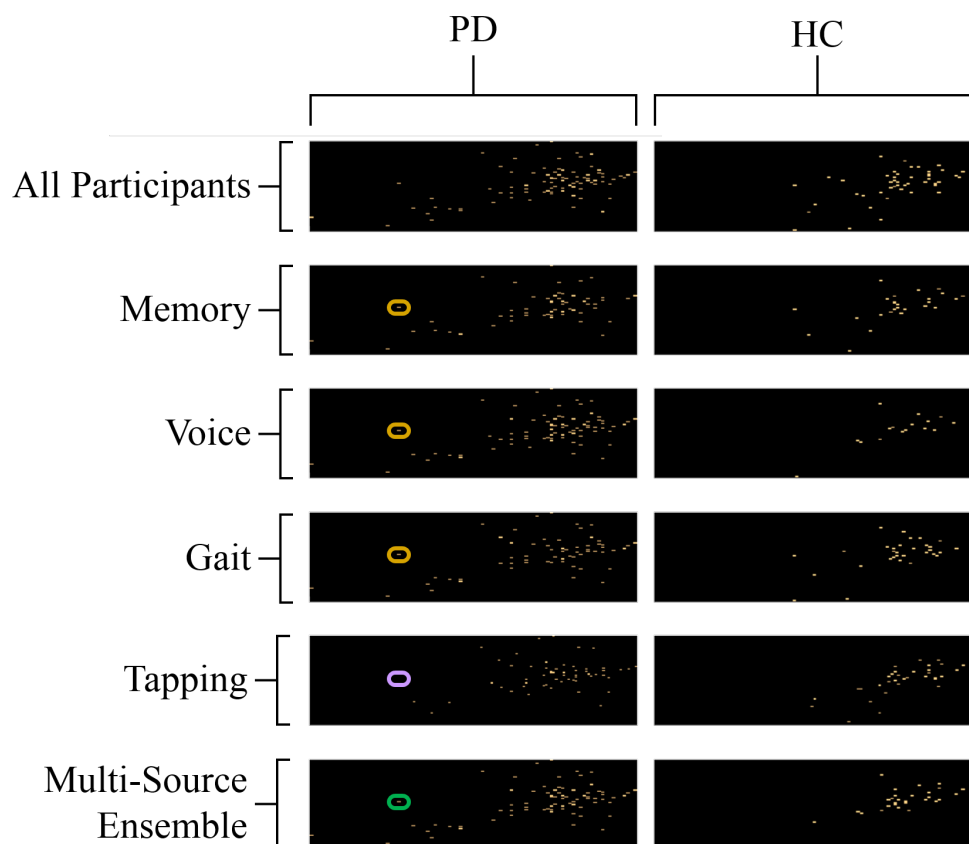 PD
HC
All Participants
Memory
Voice
Gait
Tapping
Multi-Source
Ensemble